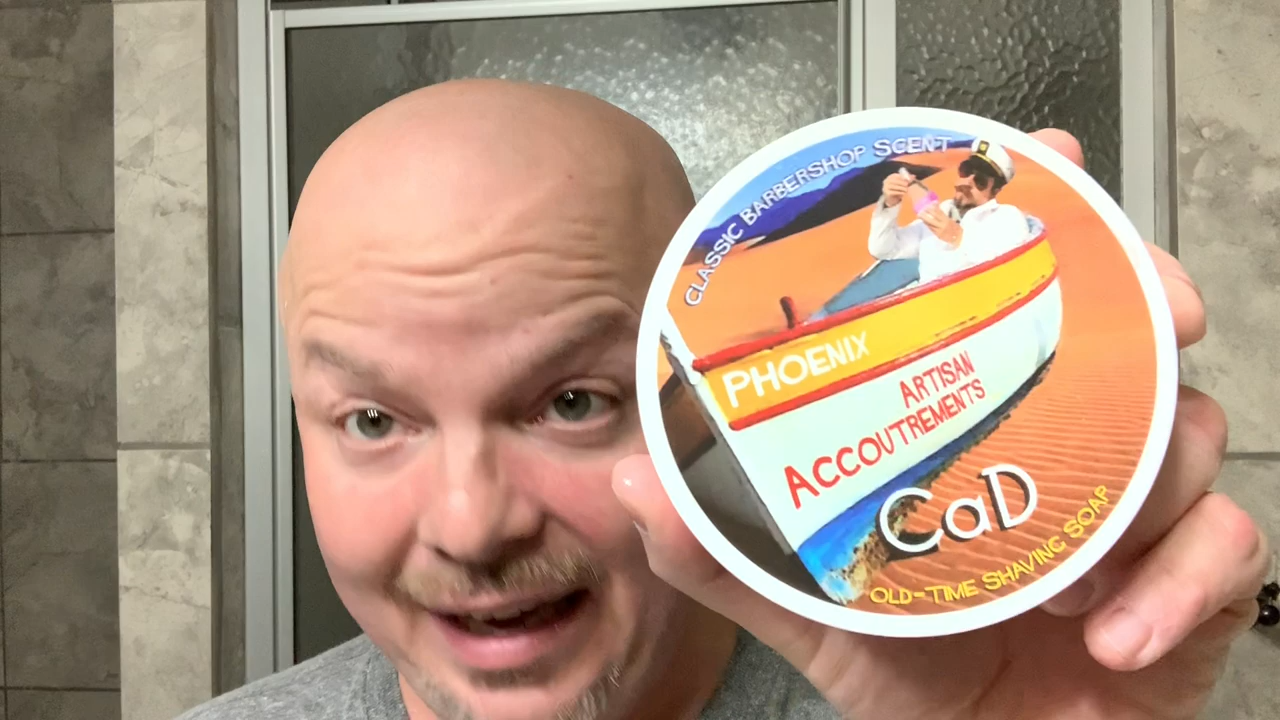 CLASSIC BARBERSHOP SCENT
PHOENIX
ARTISAN
ACCOUTREMENTS
CaD
OLD-TIME SHAVING SOAP